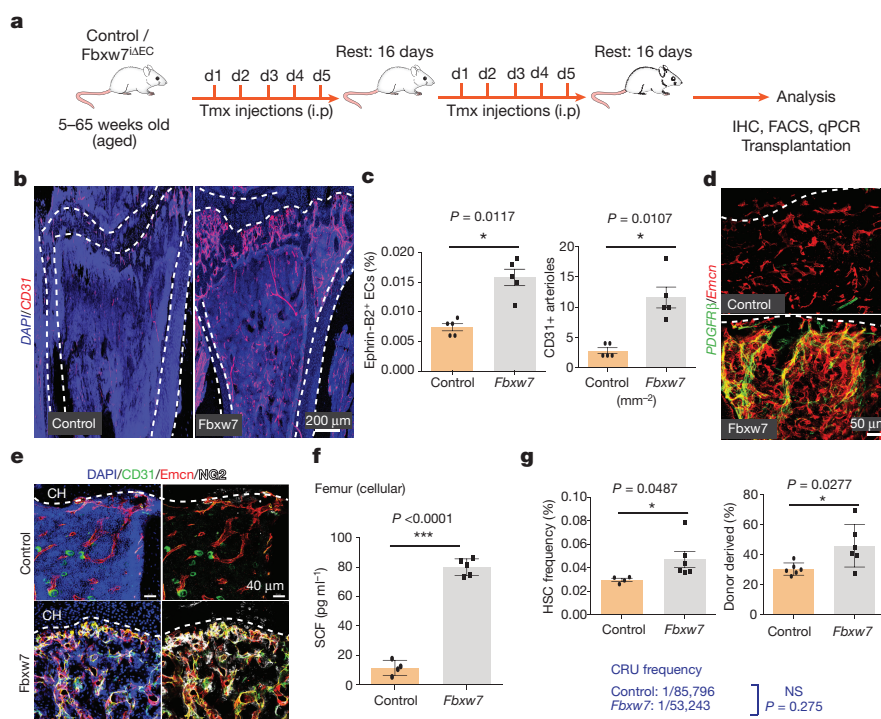 a
Control /
Fbxw7iΔEC
5–65 weeks old
(aged)
d1 d2 d3 d4 d5
Tmx injections (i.p)
Rest: 16 days
d1 d2 d3 d4 d5
Tmx injections (i.p)
Rest: 16 days
Analysis
IHC, FACS, qPCR
Transplantation
b
DAPI/CD31
Control
Fbxw7
200 μm
c
P = 0.0117
*
Ephrin-B2+ ECs (%)
0.020
0.015
0.010
0.005
0.000
Control
Fbxw7
P = 0.0107
*
CD31+ arterioles
20
15
10
5
0
Control
Fbxw7
(mm–2)
d
PDGFRβ/Emcn
Control
Fbxw7
50 μm
e
DAPI/CD31/Emcn/NG2
Control
CH
CH
40 μm
Fbxw7
CH
CH
f
Femur (cellular)
P <0.0001
***
SCF (pg ml–1)
100
80
60
40
20
0
Control
Fbxw7
g
P = 0.0487
*
HSC frequency (%)
0.10
0.08
0.06
0.04
0.02
0.00
Control
Fbxw7
P = 0.0277
*
Donor derived (%)
80
60
40
20
0
Control
Fbxw7
CRU frequency
Control: 1/85,796
Fbxw7: 1/53,243
NS
P = 0.275